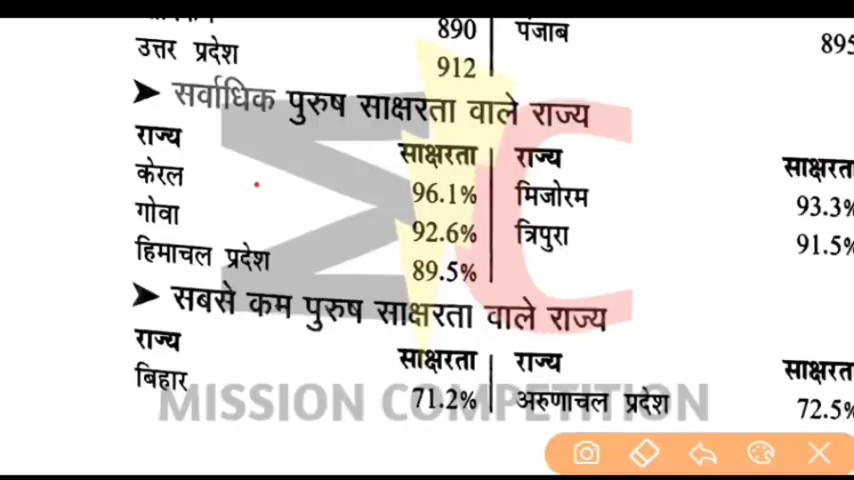 890 पंजाब 895
उत्तर प्रदेश 912
➤ सर्वाधिक पुरुष साक्षरता वाले राज्य
राज्य साक्षरता राज्य साक्षरता
केरल 96.1% मिजोरम 93.3%
गोवा 92.6% त्रिपुरा 91.5%
हिमाचल प्रदेश 89.5%
➤ सबसे कम पुरुष साक्षरता वाले राज्य
राज्य साक्षरता राज्य साक्षरत
बिहार 71.2% अरुणाचल प्रदेश 72.5%
MISSION COMPETITION